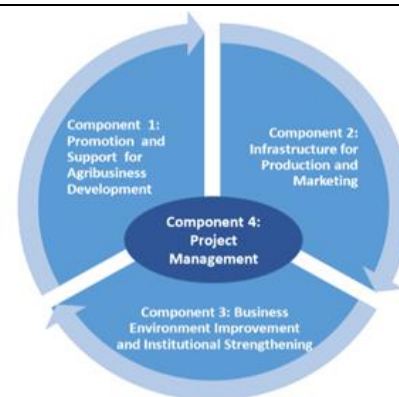 Component 1:
Promotion and
Support for
Agribusiness
Development
Component 2:
Infrastructure for
Production and
Marketing
Component 4:
Project
Management
Component 3: Business
Environment Improvement
and Institutional Strengthening